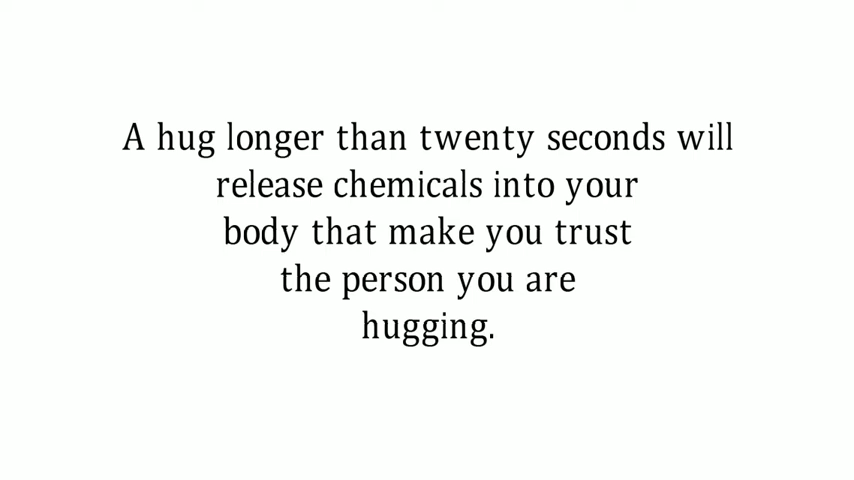 A hug longer than twenty seconds will
release chemicals into your
body that make you trust
the person you are
hugging.